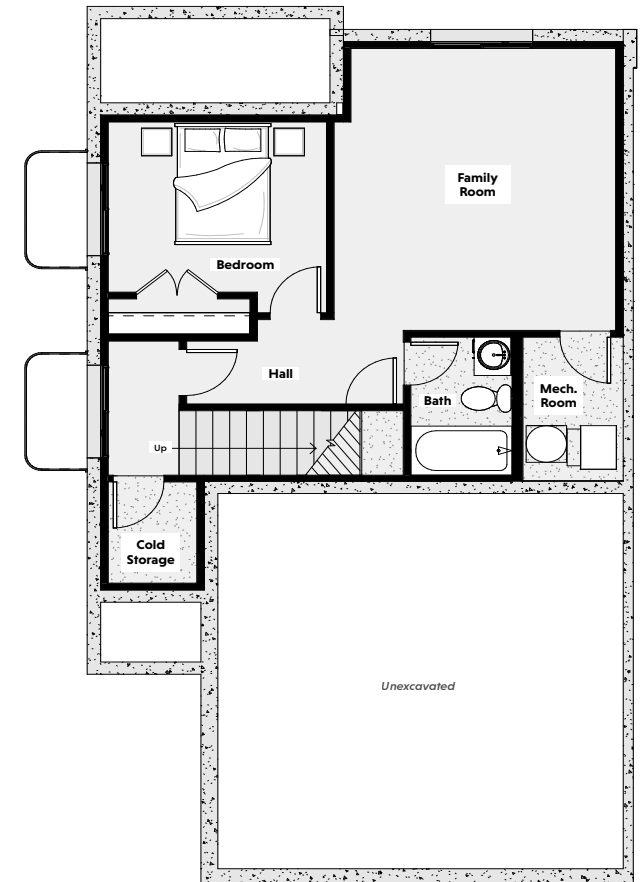 Family
Room
Bedroom
Hall
Bath
Mech.
Room
Up
Cold
Storage
Unexcavated